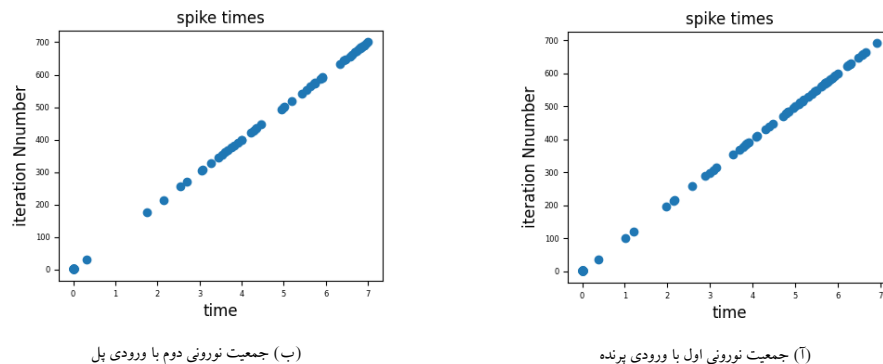 spike times
iteration Nnumber
700
600
500
400
300
200
100
0
0 1 2 3 4 5 6 7
time
(ب) جمعیت نورونی دوم با ورودی پل
spike times
iteration Nnumber
700
600
500
400
300
200
100
0
0 1 2 3 4 5 6 7
time
(آ) جمعیت نورونی اول با ورودی پرنده